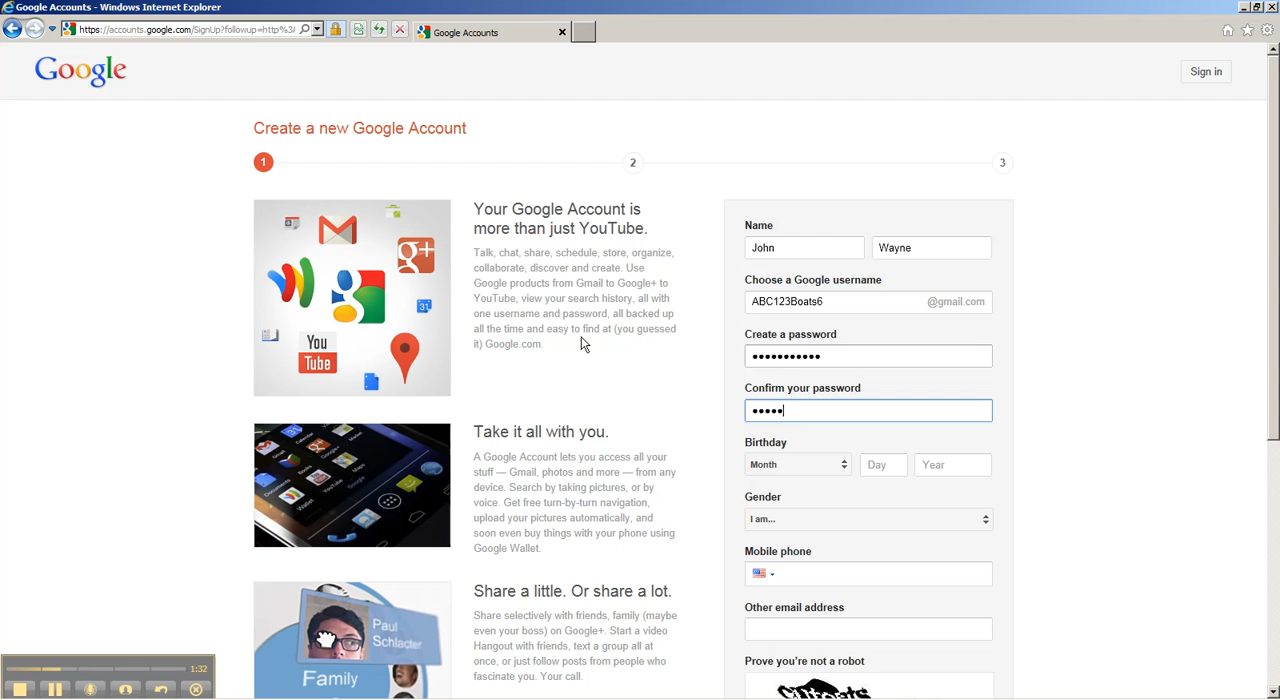 Google Accounts - Windows Internet Explorer
https://accounts.google.com/SignUp?followup=http%3A
Google Accounts
Google
Sign in
Create a new Google Account
1
2
3
Your Google Account is
more than just YouTube.
Talk, chat, share, schedule, store, organize,
collaborate, discover and create. Use
Google products from Gmail to Google+ to
YouTube, view your search history, all with
one username and password, all backed up
all the time and easy to find at (you guessed
it) Google.com.
g+
31
You
Tube
Take it all with you.
A Google Account lets you access all your
stuff — Gmail, photos and more — from any
device. Search by taking pictures, or by
voice. Get free turn-by-turn navigation,
upload your pictures automatically, and
soon even buy things with your phone using
Google Wallet.
Share a little. Or share a lot.
Share selectively with friends, family (maybe
even your boss) on Google+. Start a video
Hangout with friends, text a group all at
once, or just follow posts from people who
fascinate you. Your call.
Paul
Schlacter
Family
Name
John
Wayne
Choose a Google username
ABC123Boats6
@gmail.com
Create a password
•••••••••••
Confirm your password
•••••
Birthday
Month
Day
Year
Gender
I am...
Mobile phone
Other email address
Prove you're not a robot
1:32